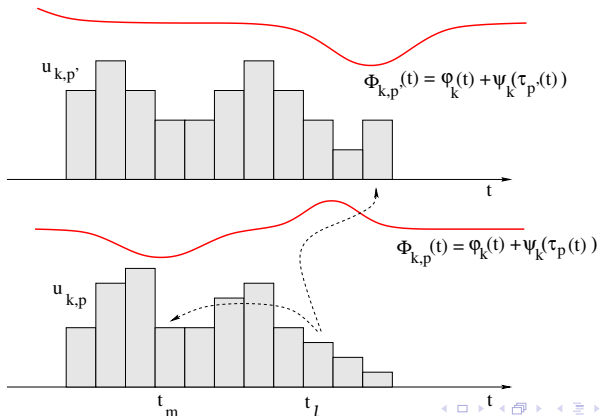 u_{k,p'}
Φ_{k,p'}(t) = φ_k(t) + ψ_k(τ_{p'}(t))
t
Φ_{k,p}(t) = φ_k(t) + ψ_k(τ_p(t))
u_{k,p}
t_m
t_l
t